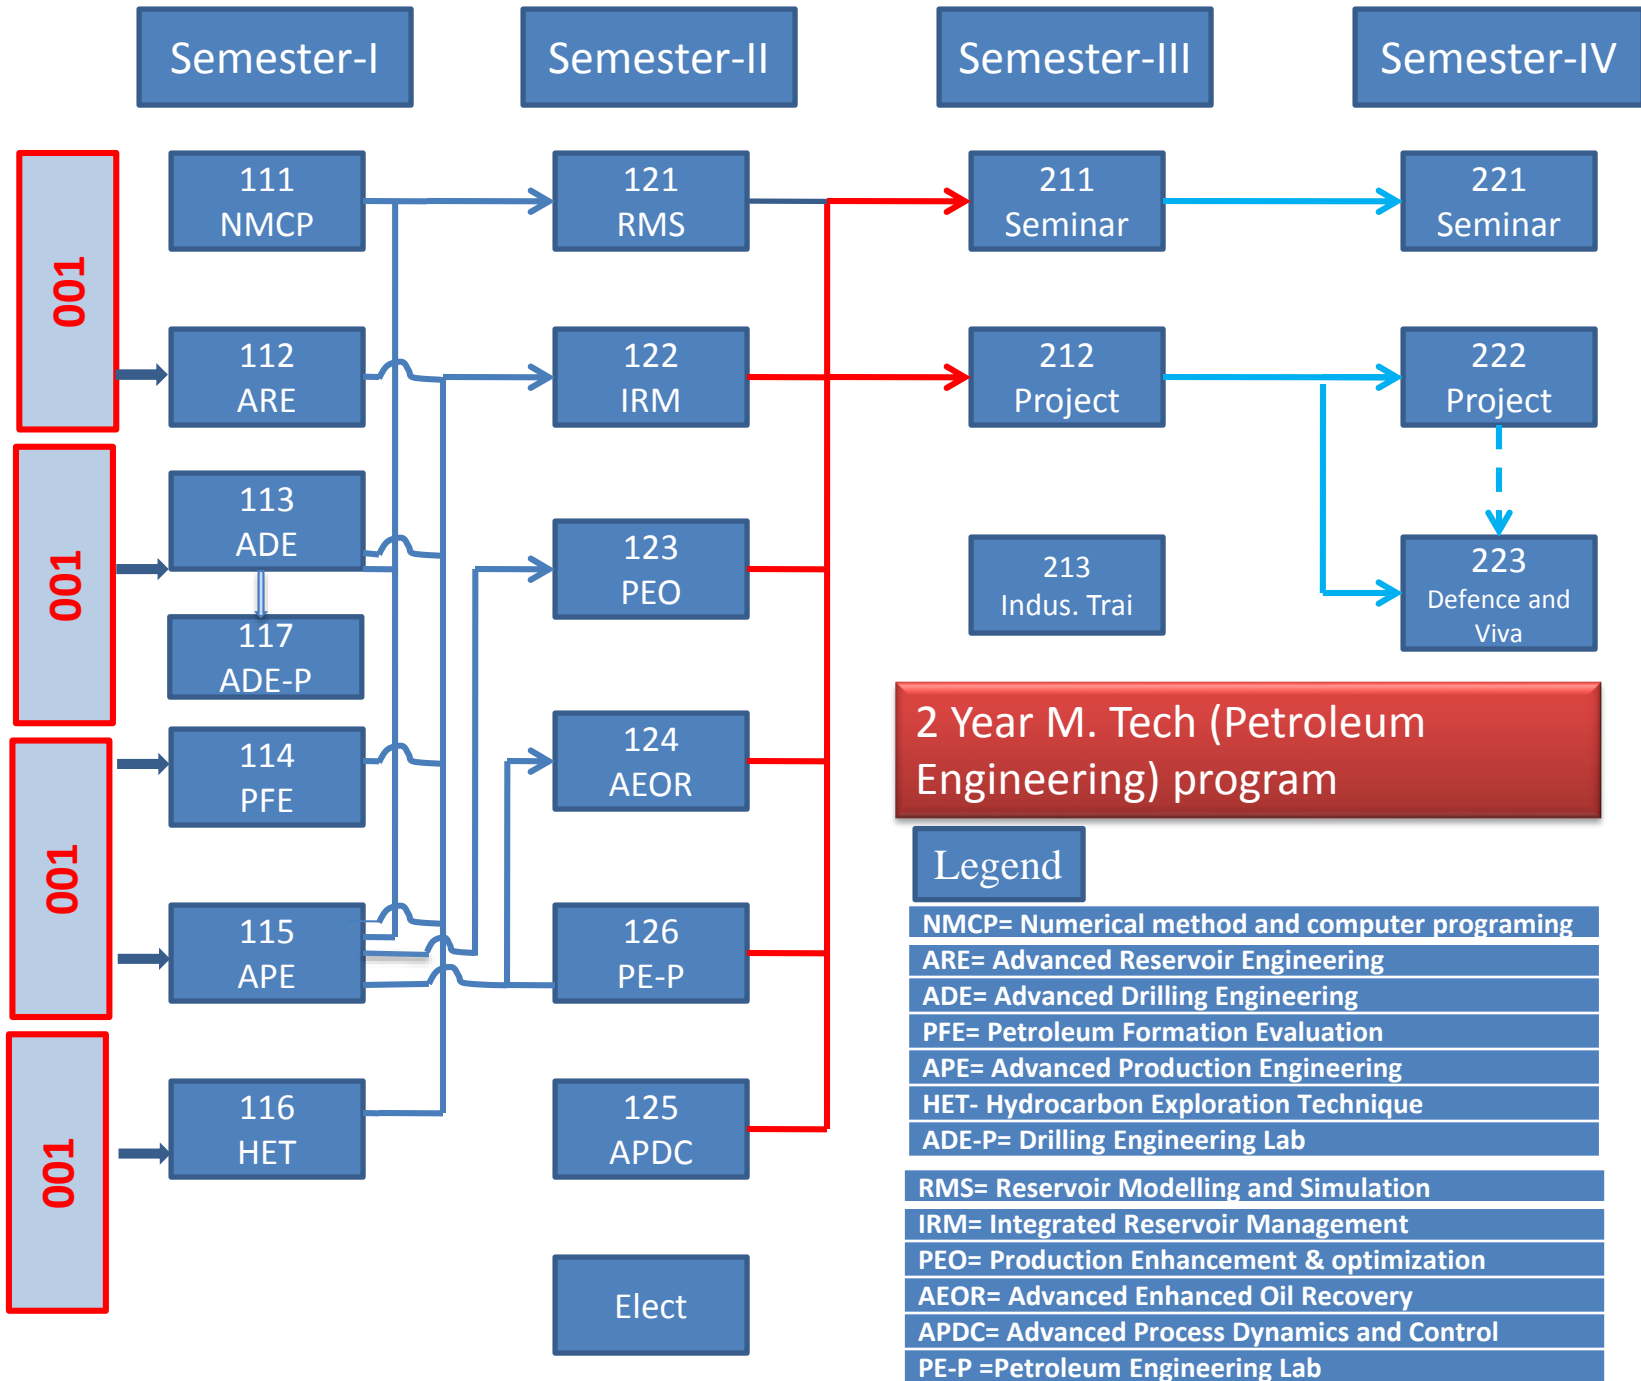 Semester-I
Semester-II
Semester-III
Semester-IV
001
001
001
001
111
NMCP
112
ARE
113
ADE
117
ADE-P
114
PFE
115
APE
116
HET
121
RMS
122
IRM
123
PEO
124
AEOR
126
PE-P
125
APDC
Elect
211
Seminar
212
Project
213
Indus. Trai
221
Seminar
222
Project
223
Defence and
Viva
2 Year M. Tech (Petroleum
Engineering) program
Legend
NMCP= Numerical method and computer programing
ARE= Advanced Reservoir Engineering
ADE= Advanced Drilling Engineering
PFE= Petroleum Formation Evaluation
APE= Advanced Production Engineering
HET- Hydrocarbon Exploration Technique
ADE-P= Drilling Engineering Lab
RMS= Reservoir Modelling and Simulation
IRM= Integrated Reservoir Management
PEO= Production Enhancement & optimization
AEOR= Advanced Enhanced Oil Recovery
APDC= Advanced Process Dynamics and Control
PE-P =Petroleum Engineering Lab